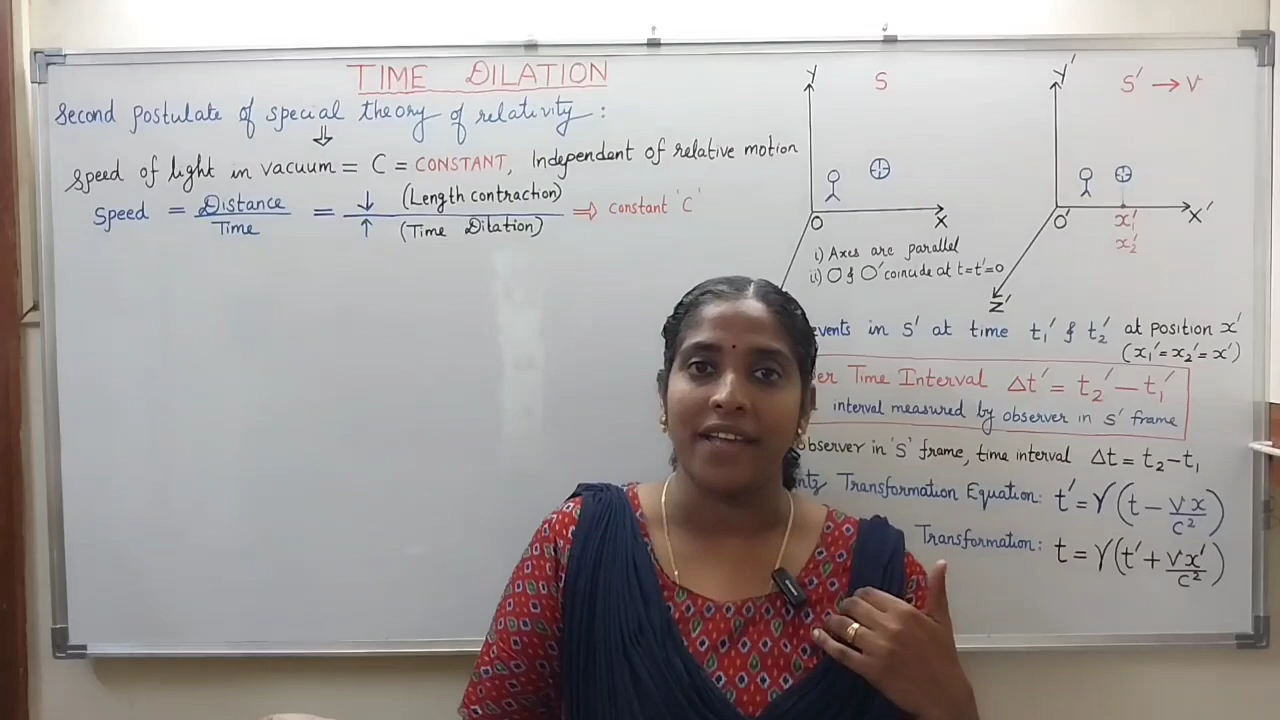 TIME DILATION
Second postulate of special theory of relativity :
⇓
Speed of light in vacuum = C = CONSTANT, Independent of relative motion
Speed = Distance / Time = ↓ (Length contraction) / ↑ (Time Dilation) ⇒ constant 'C'
Y S
O X
i) Axes are parallel
ii) O & O' coincide at t=t'=0
Y' S' → V
O' X'
x₁'
x₂'
Z'
events in S' at time t₁' & t₂' at position x'
(x₁'=x₂'=x')
Time Interval Δt' = t₂' − t₁'
interval measured by observer in S' frame
observer in 'S' frame, time interval Δt = t₂ − t₁
Transformation Equation: t' = γ(t − vx/c²)
Transformation: t = γ(t' + vx'/c²)